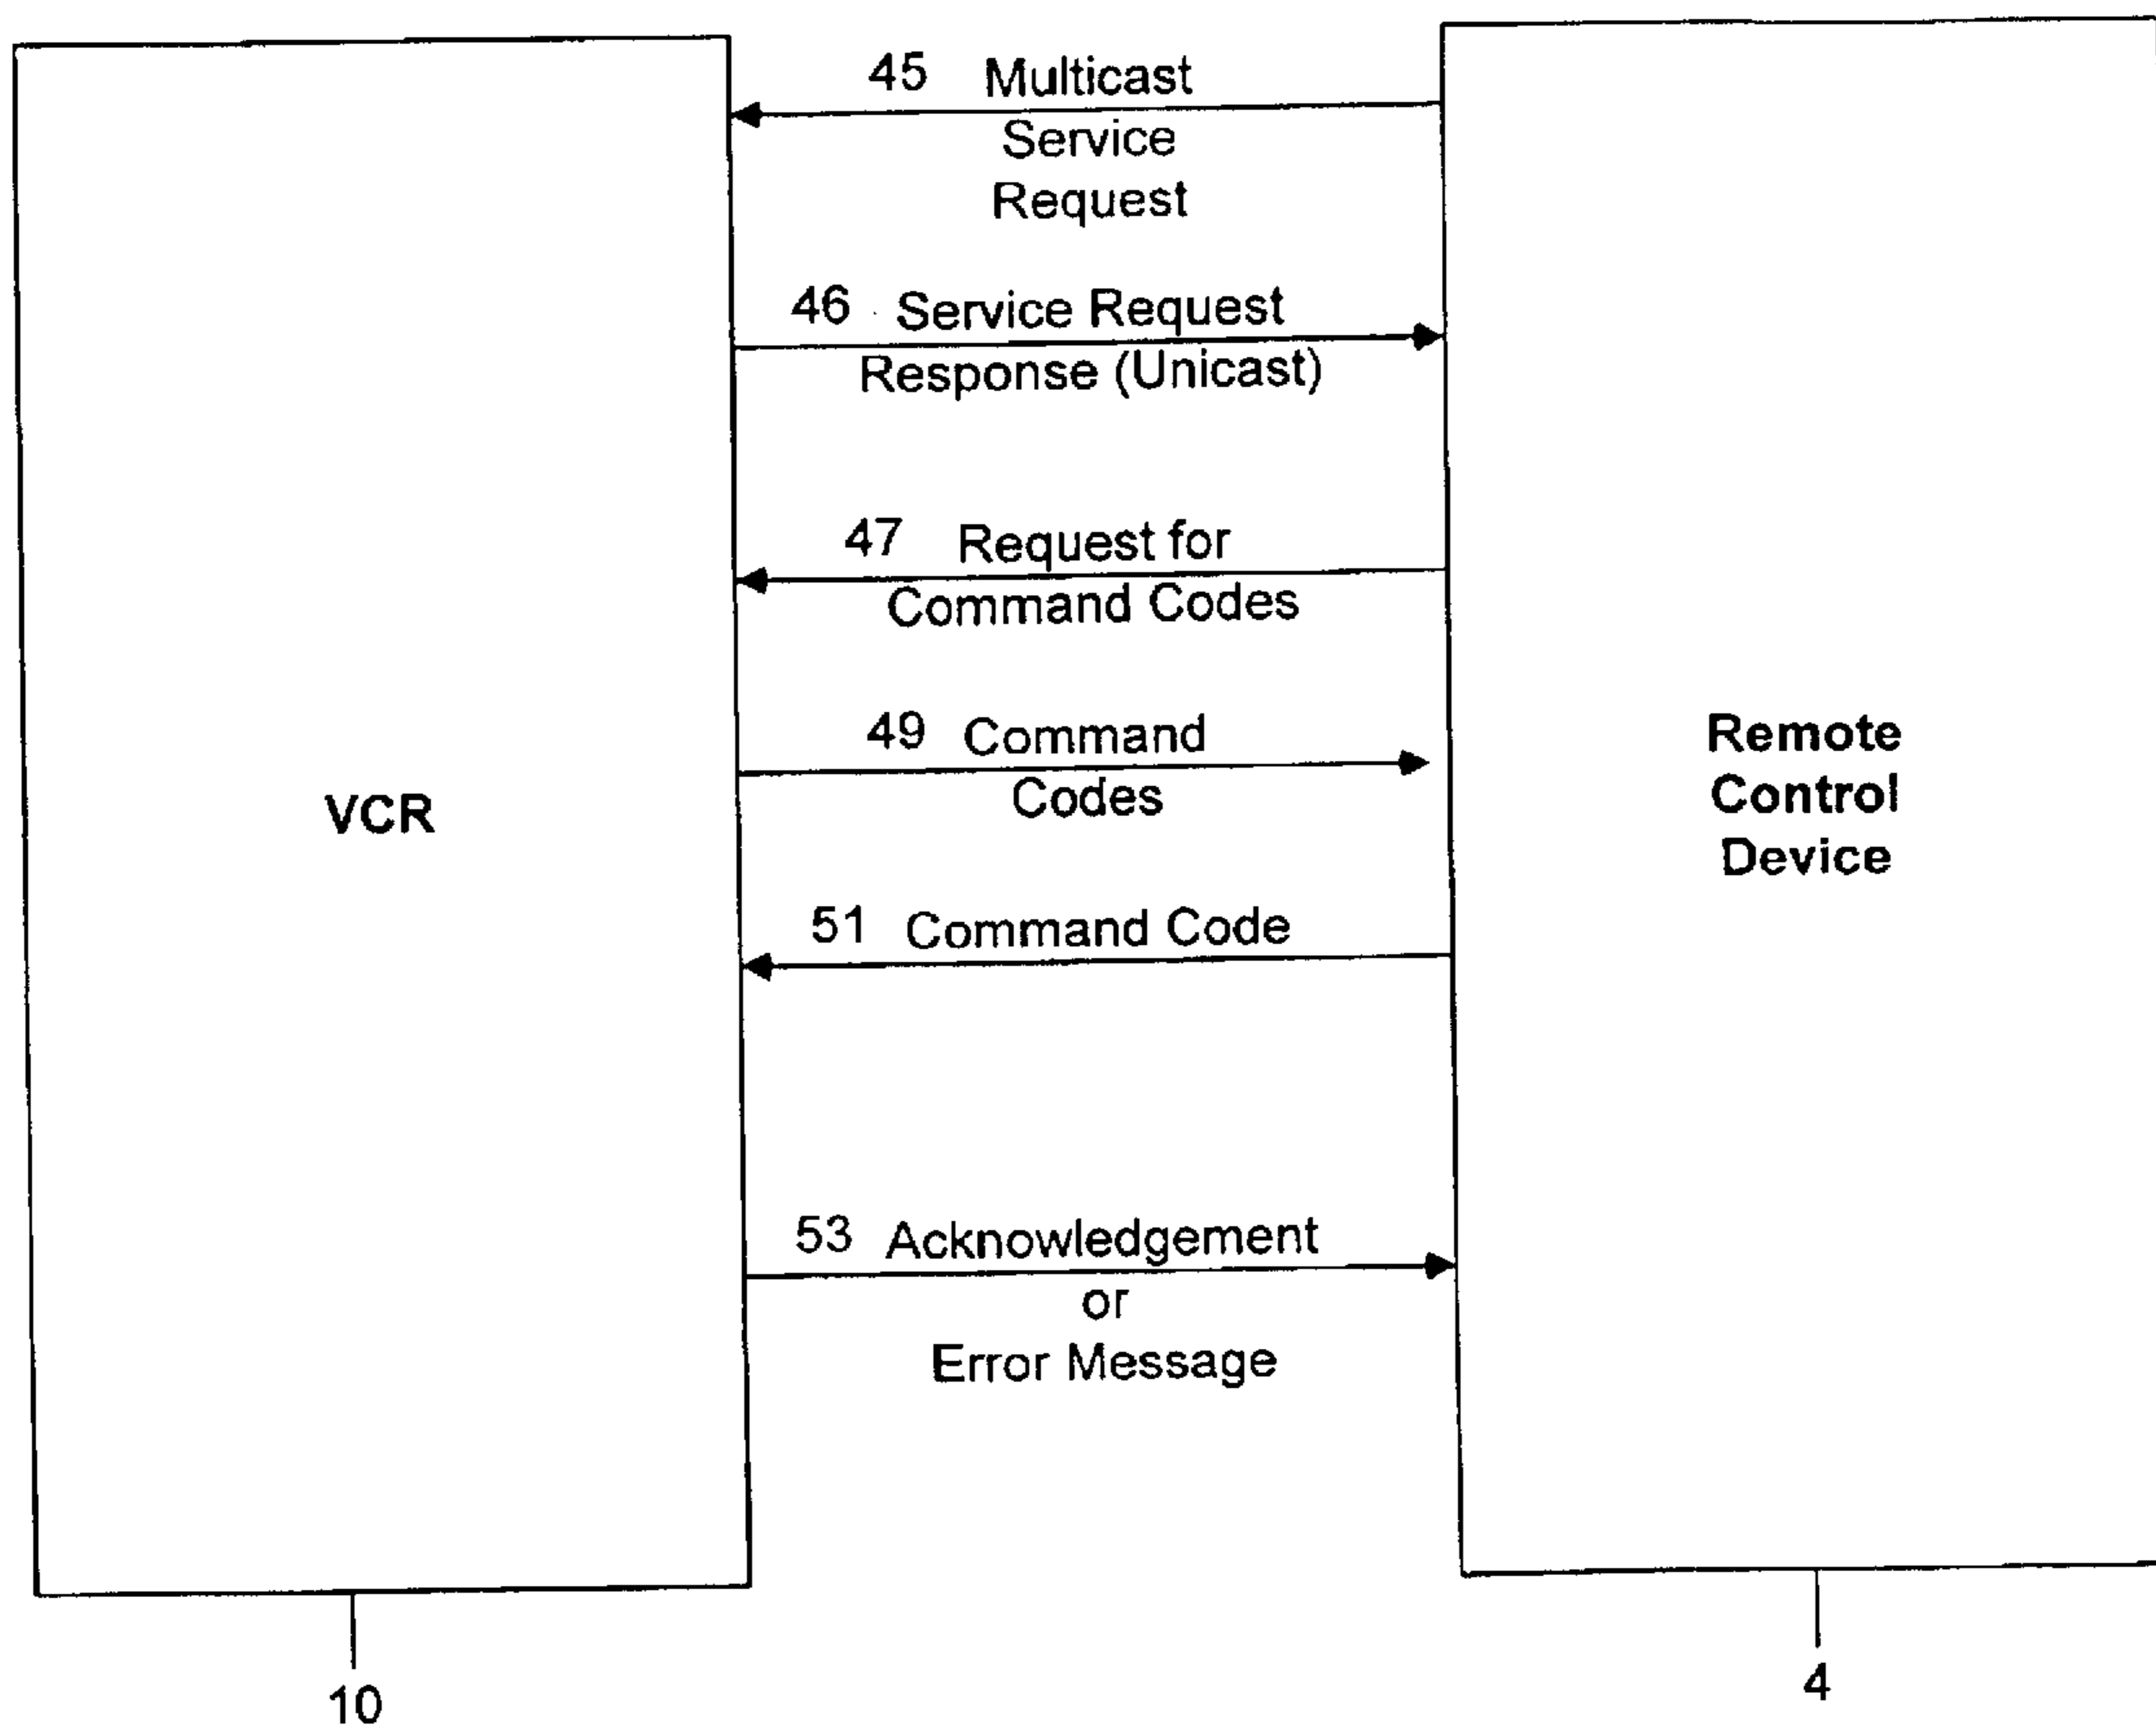 45 Multicast
Service
Request
46 Service Request
Response (Unicast)
47 Request for
Command Codes
49 Command
Codes
VCR
Remote
Control
Device
51 Command Code
53 Acknowledgement
or
Error Message
10
4